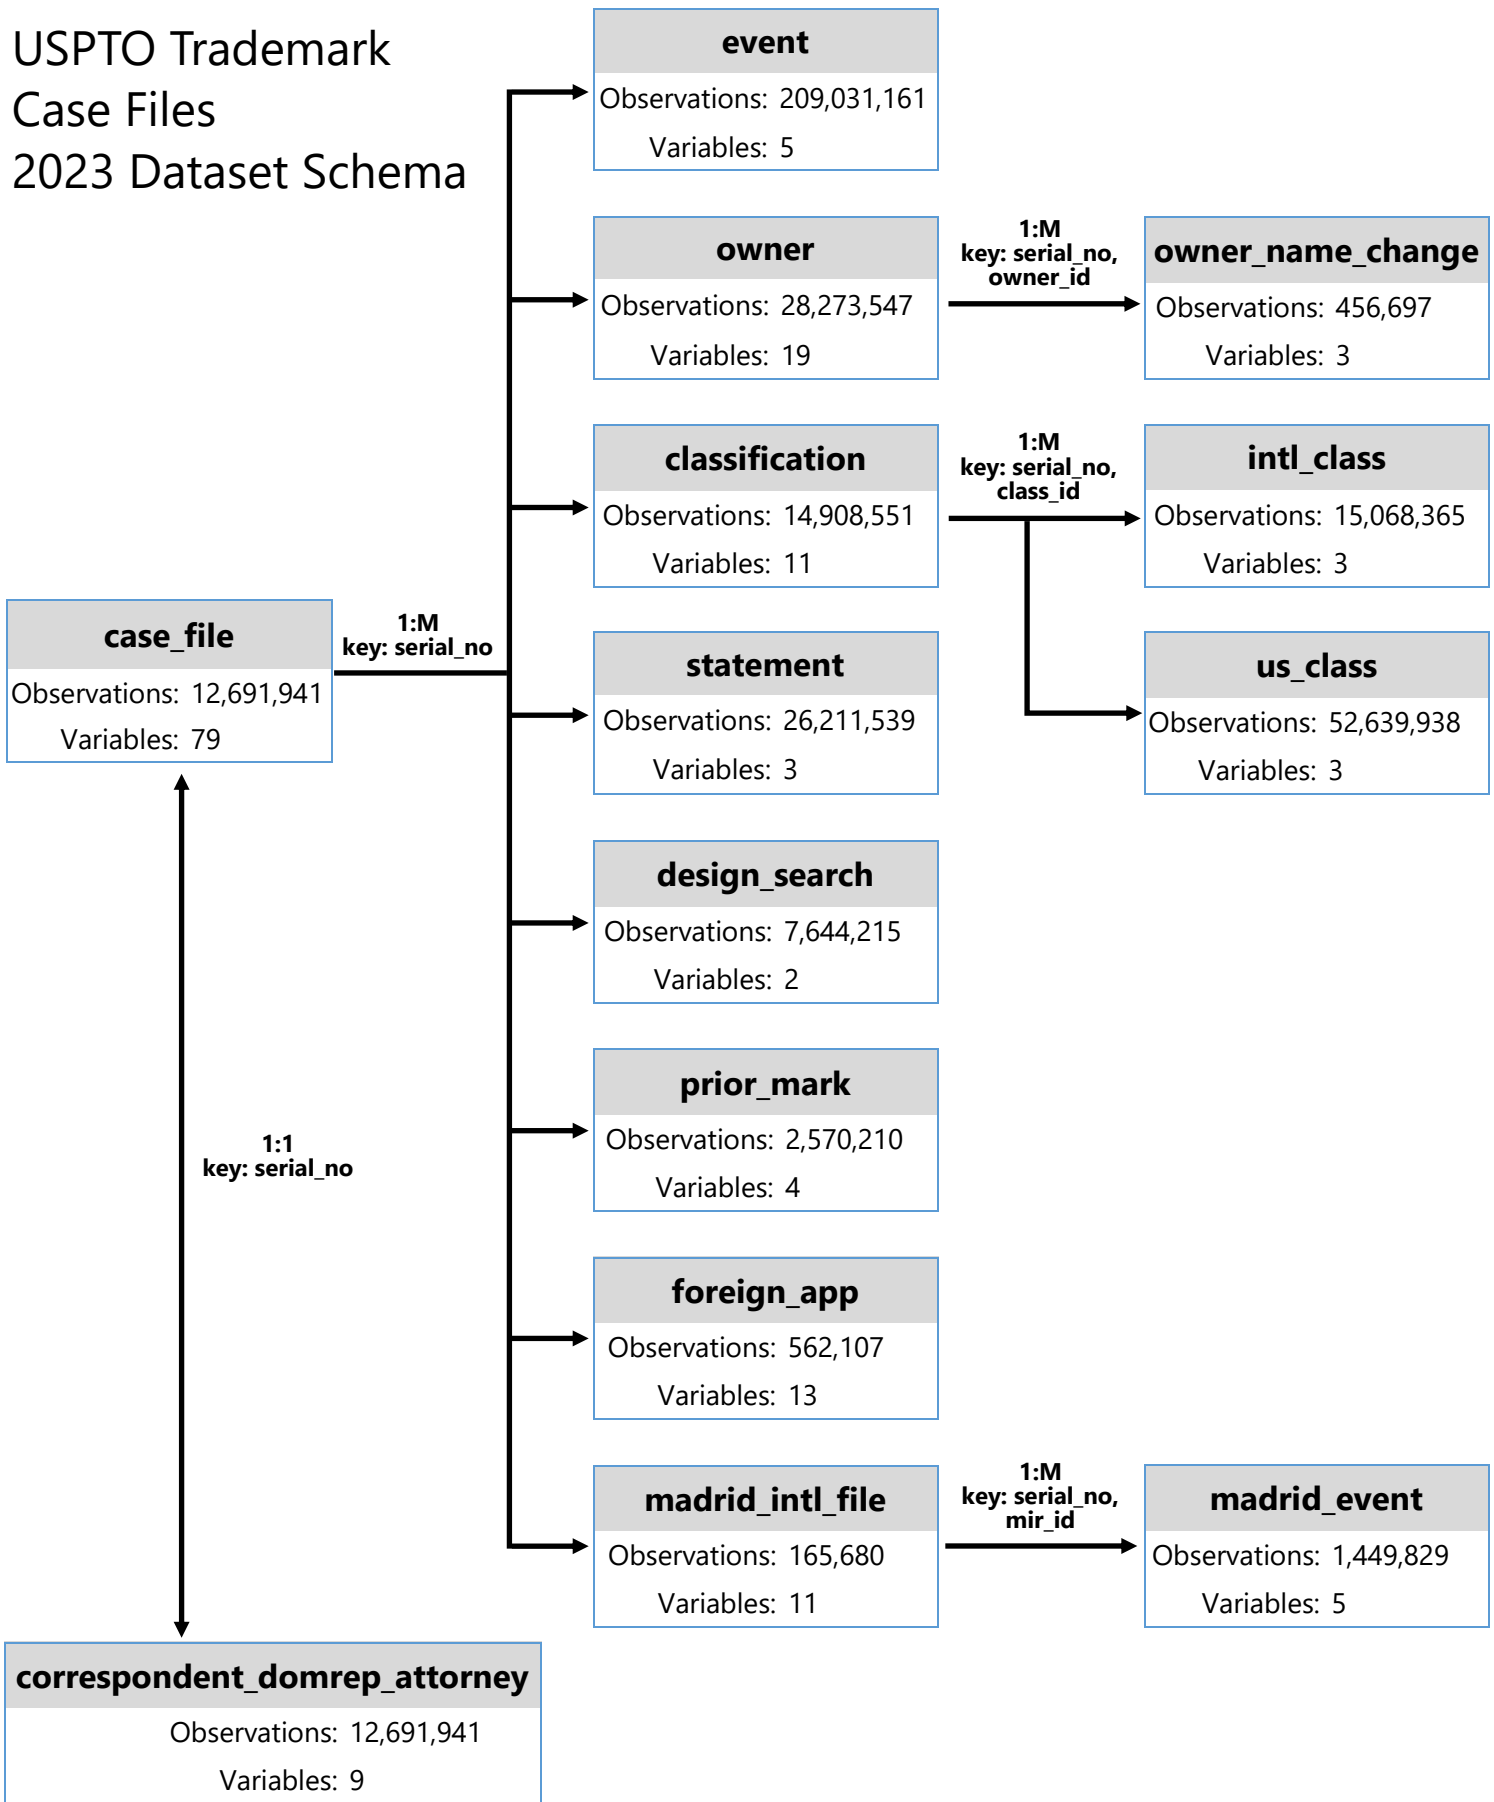 USPTO Trademark
Case Files
2023 Dataset Schema
event
Observations: 209,031,161
Variables: 5
owner
Observations: 28,273,547
Variables: 19
1:M
key: serial_no,
owner_id
owner_name_change
Observations: 456,697
Variables: 3
classification
Observations: 14,908,551
Variables: 11
1:M
key: serial_no,
class_id
intl_class
Observations: 15,068,365
Variables: 3
case_file
Observations: 12,691,941
Variables: 79
1:M
key: serial_no
statement
Observations: 26,211,539
Variables: 3
us_class
Observations: 52,639,938
Variables: 3
design_search
Observations: 7,644,215
Variables: 2
prior_mark
Observations: 2,570,210
Variables: 4
1:1
key: serial_no
foreign_app
Observations: 562,107
Variables: 13
madrid_intl_file
Observations: 165,680
Variables: 11
1:M
key: serial_no,
mir_id
madrid_event
Observations: 1,449,829
Variables: 5
correspondent_domrep_attorney
Observations: 12,691,941
Variables: 9